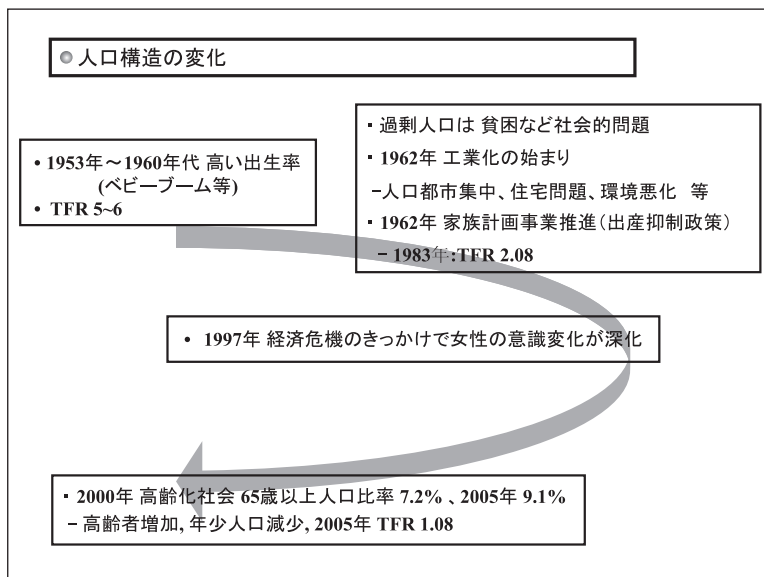 人口構造の変化
• 1953年～1960年代 高い出生率
(ベビーブーム等)
• TFR 5~6
・過剰人口は 貧困など社会的問題
・1962年 工業化の始まり
−人口都市集中、住宅問題、環境悪化 等
・1962年 家族計画事業推進（出産抑制政策）
− 1983年:TFR 2.08
• 1997年 経済危機のきっかけで女性の意識変化が深化
・2000年 高齢化社会 65歳以上人口比率 7.2% 、2005年 9.1%
− 高齢者増加, 年少人口減少, 2005年 TFR 1.08